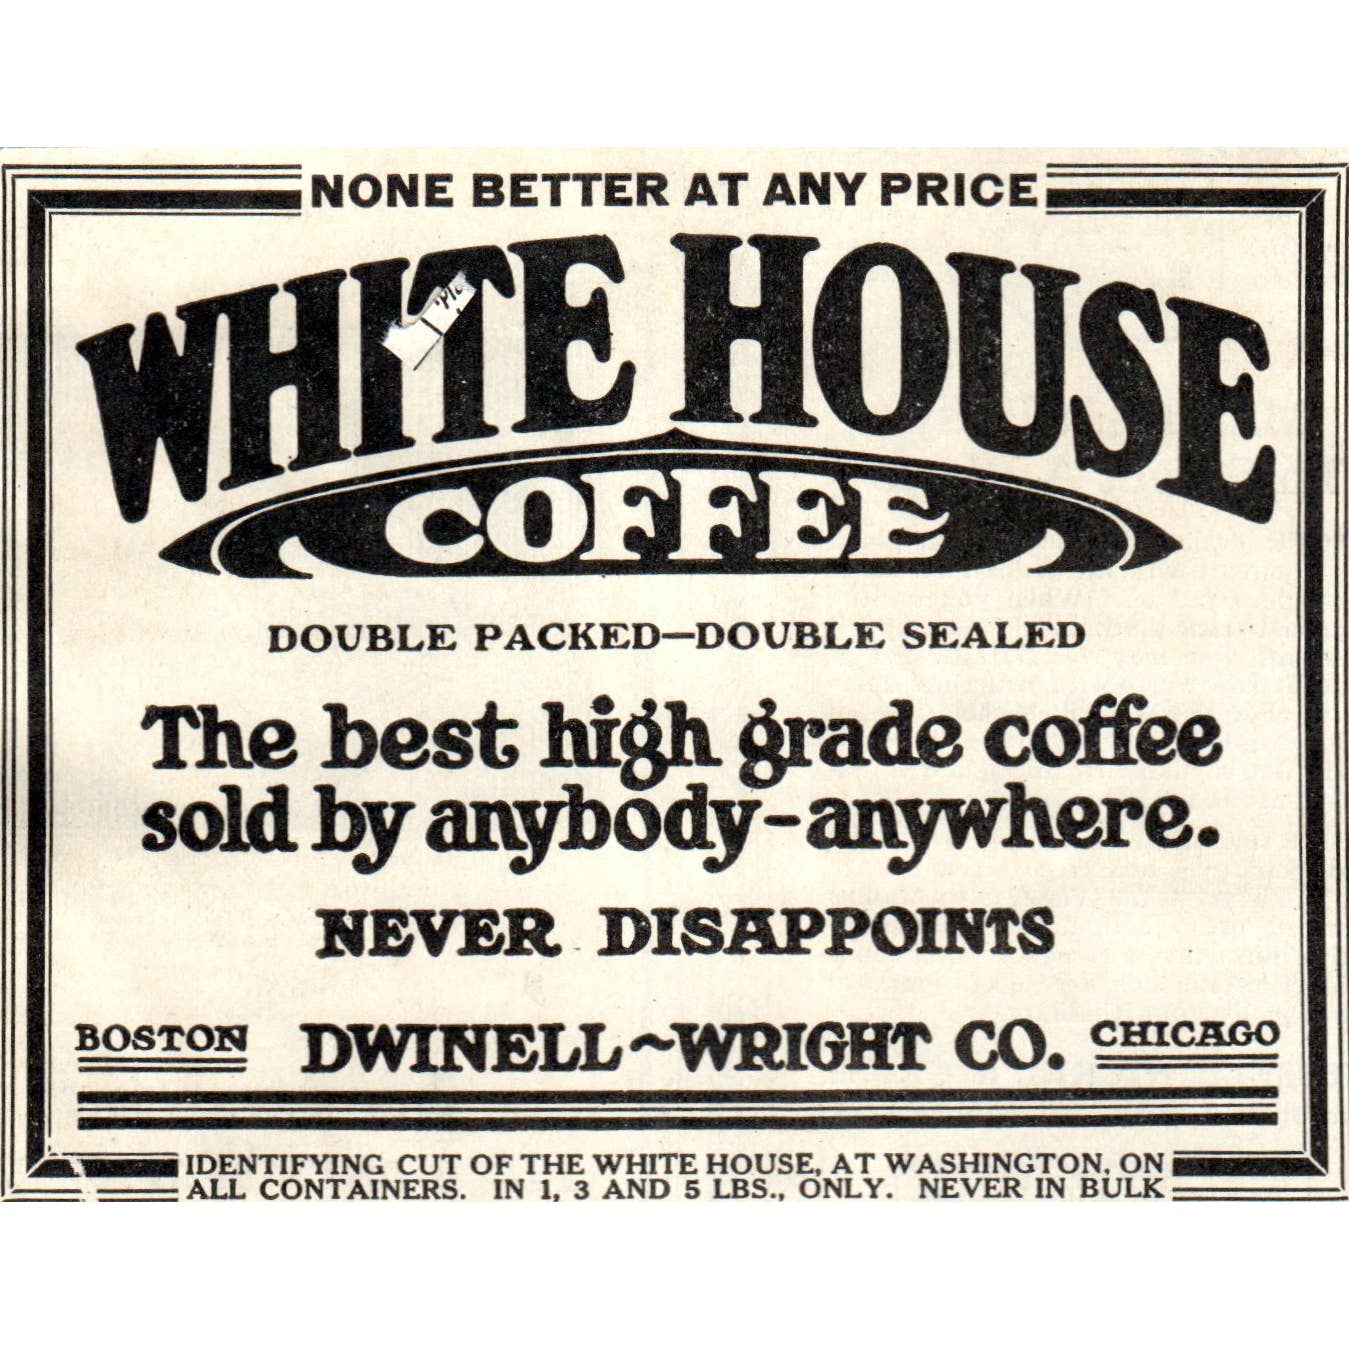 NONE BETTER AT ANY PRICE
WHITE HOUSE
COFFEE
DOUBLE PACKED—DOUBLE SEALED
The best high grade coffee
sold by anybody-anywhere.
NEVER DISAPPOINTS
BOSTON DWINELL~WRIGHT CO. CHICAGO
IDENTIFYING CUT OF THE WHITE HOUSE, AT WASHINGTON, ON
ALL CONTAINERS. IN 1, 3 AND 5 LBS., ONLY. NEVER IN BULK